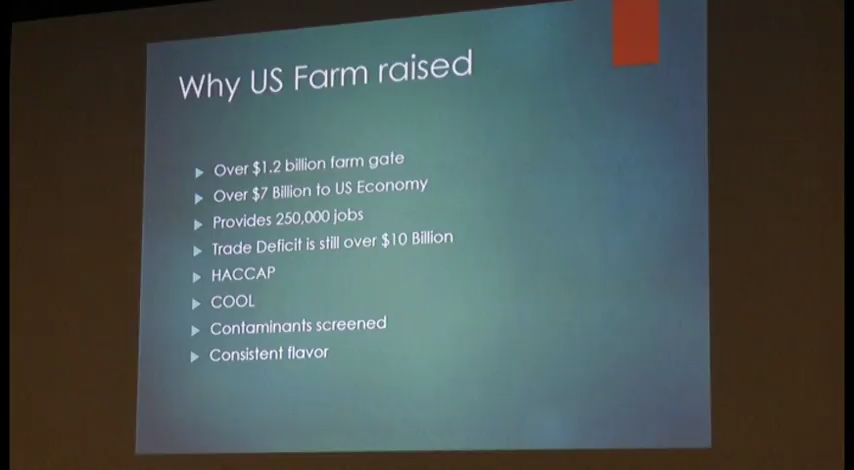 Why US Farm raised
Over $1.2 billion farm gate
Over $7 Billion to US Economy
Provides 250,000 jobs
Trade Deficit is still over $10 Billion
HACCAP
COOL
Contaminants screened
Consistent flavor